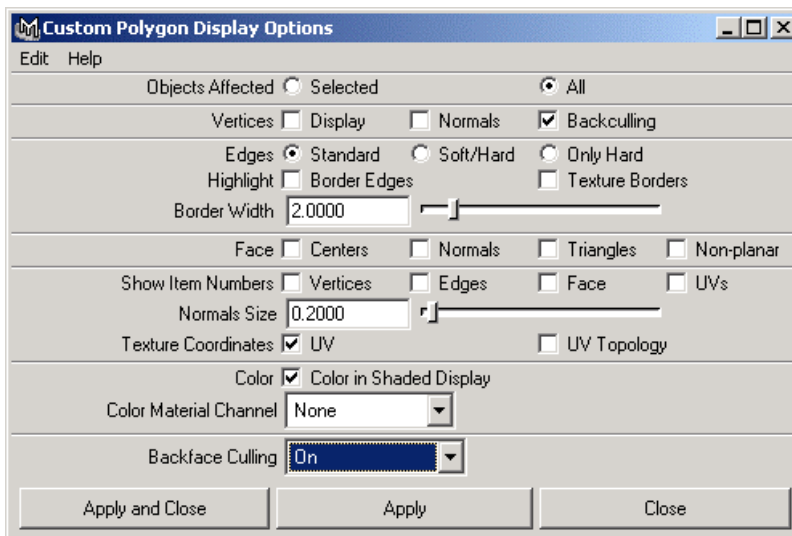 Custom Polygon Display Options
Edit Help
Objects Affected Selected All
Vertices Display Normals Backculling
Edges Standard Soft/Hard Only Hard
Highlight Border Edges Texture Borders
Border Width 2.0000
Face Centers Normals Triangles Non-planar
Show Item Numbers Vertices Edges Face UVs
Normals Size 0.2000
Texture Coordinates UV UV Topology
Color Color in Shaded Display
Color Material Channel None
Backface Culling On
Apply and Close Apply Close